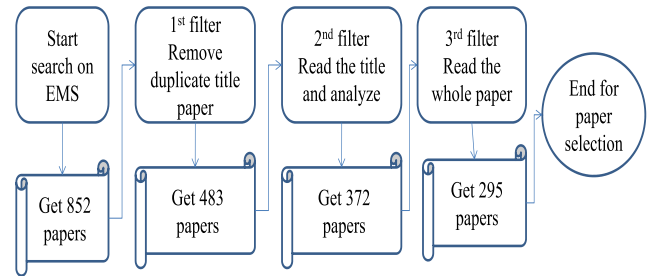 Start
search on
EMS
1st filter
Remove
duplicate title
paper
2nd filter
Read the title
and analyze
3rd filter
Read the
whole paper
End for
paper
selection
Get 852
papers
Get 483
papers
Get 372
papers
Get 295
papers